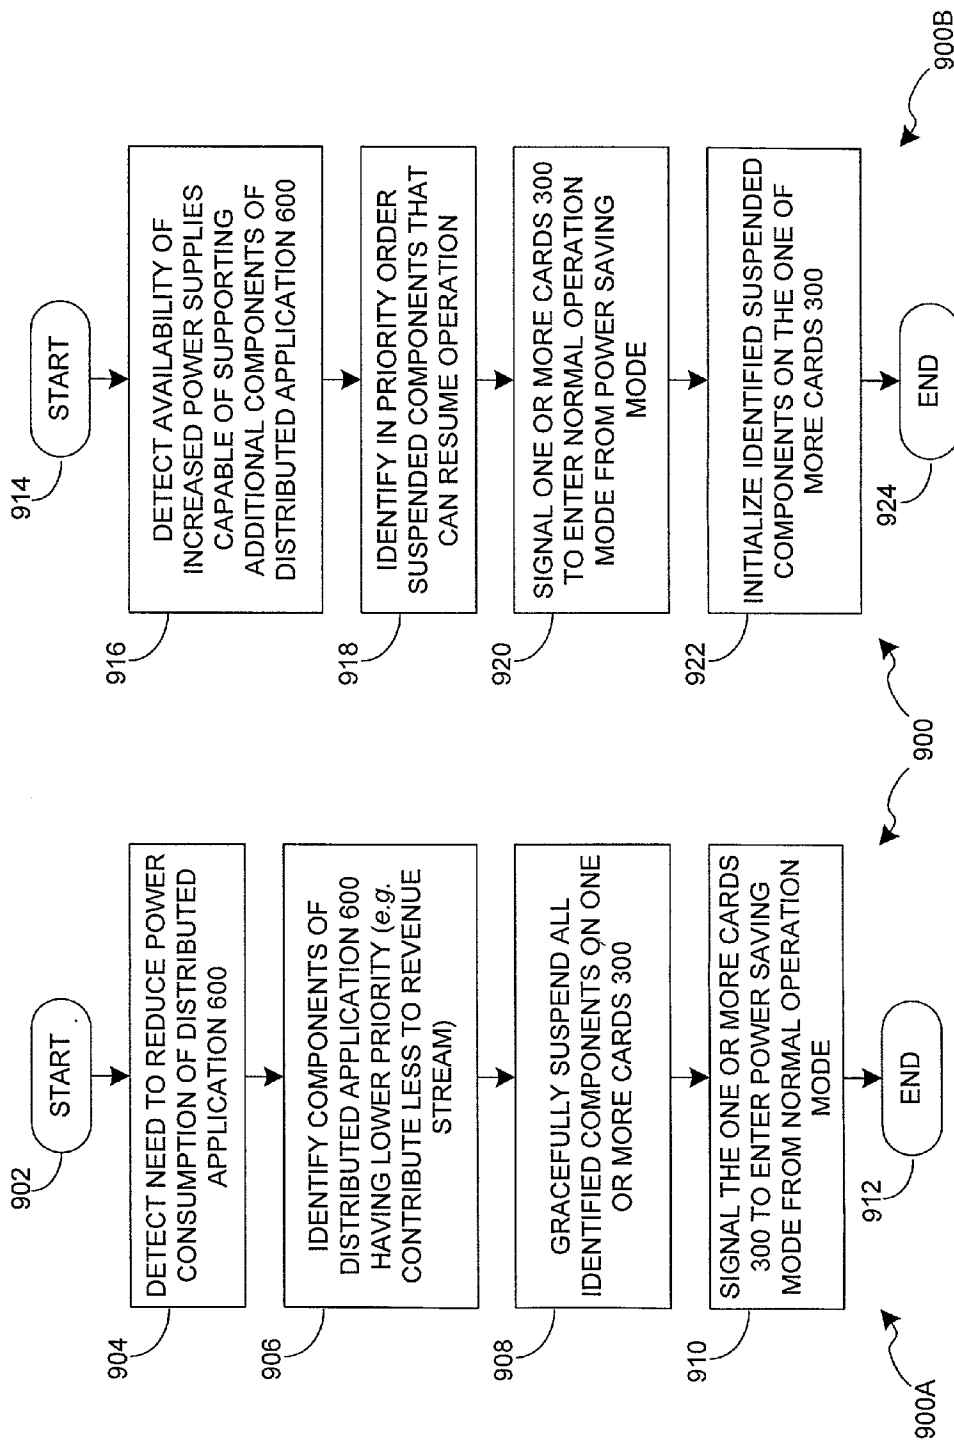 902
START
904
DETECT NEED TO REDUCE POWER
CONSUMPTION OF DISTRIBUTED
APPLICATION 600
906
IDENTIFY COMPONENTS OF
DISTRIBUTED APPLICATION 600
HAVING LOWER PRIORITY (e.g.
CONTRIBUTE LESS TO REVENUE
STREAM)
908
GRACEFULLY SUSPEND ALL
IDENTIFIED COMPONENTS ON ONE
OR MORE CARDS 300
910
SIGNAL THE ONE OR MORE CARDS
300 TO ENTER POWER SAVING
MODE FROM NORMAL OPERATION
MODE
912
END
900A
900
914
START
916
DETECT AVAILABILITY OF
INCREASED POWER SUPPLIES
CAPABLE OF SUPPORTING
ADDITIONAL COMPONENTS OF
DISTRIBUTED APPLICATION 600
918
IDENTIFY IN PRIORITY ORDER
SUSPENDED COMPONENTS THAT
CAN RESUME OPERATION
920
SIGNAL ONE OR MORE CARDS 300
TO ENTER NORMAL OPERATION
MODE FROM POWER SAVING
MODE
922
INITIALIZE IDENTIFIED SUSPENDED
COMPONENTS ON THE ONE OF
MORE CARDS 300
924
END
900B